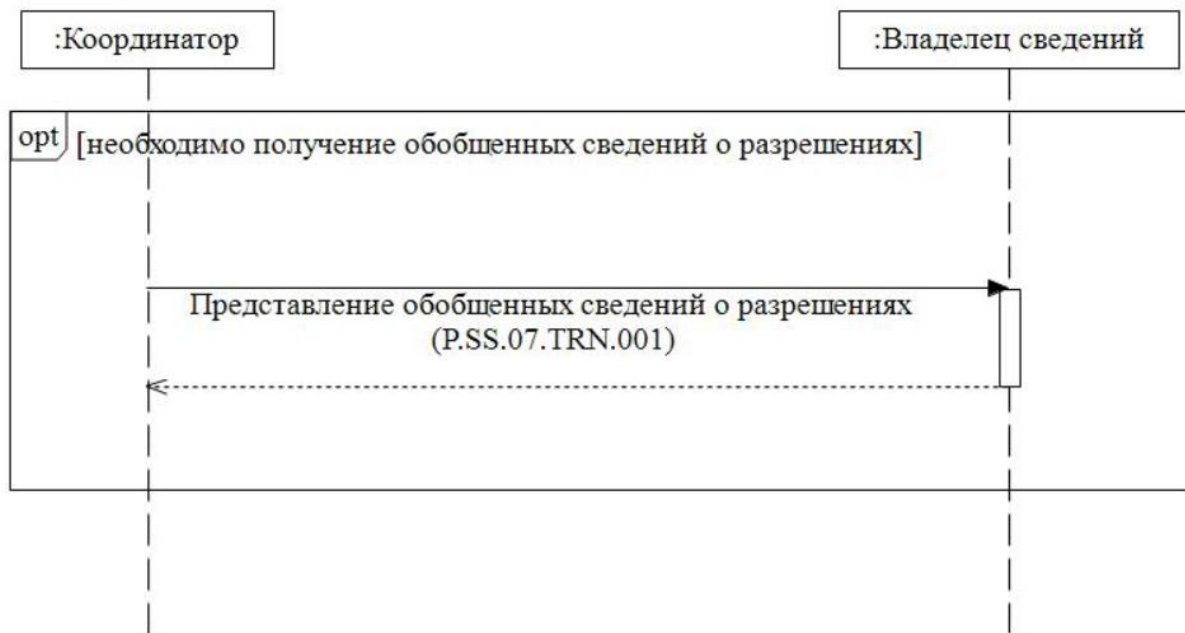 :Координатор
:Владелец сведений
opt [необходимо получение обобщенных сведений о разрешениях]
Представление обобщенных сведений о разрешениях
(P.SS.07.TRN.001)